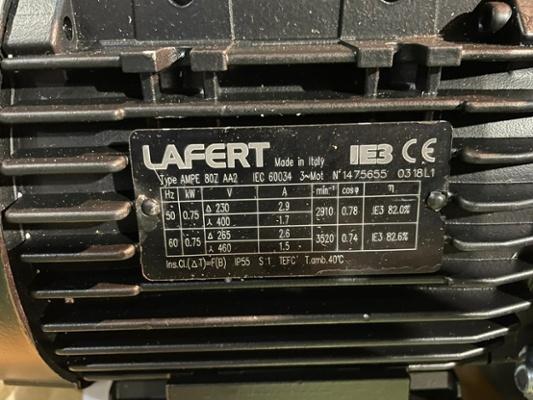 LAFERT Made in Italy IE3 CE
Type AMPE 80Z AA2 IEC 60034 3~Mot N° 1475655 0318L1
Hz kW V A min⁻¹ cosφ η
50 0.75 Δ 230 2.9 2910 0.78 IE3 82.0%
⅄ 400 1.7
60 0.75 Δ 265 2.6 3520 0.74 IE3 82.6%
⅄ 460 1.5
Ins.Cl.(ΔT)=F(B) IP55 S1 TEFC T.amb.40°C